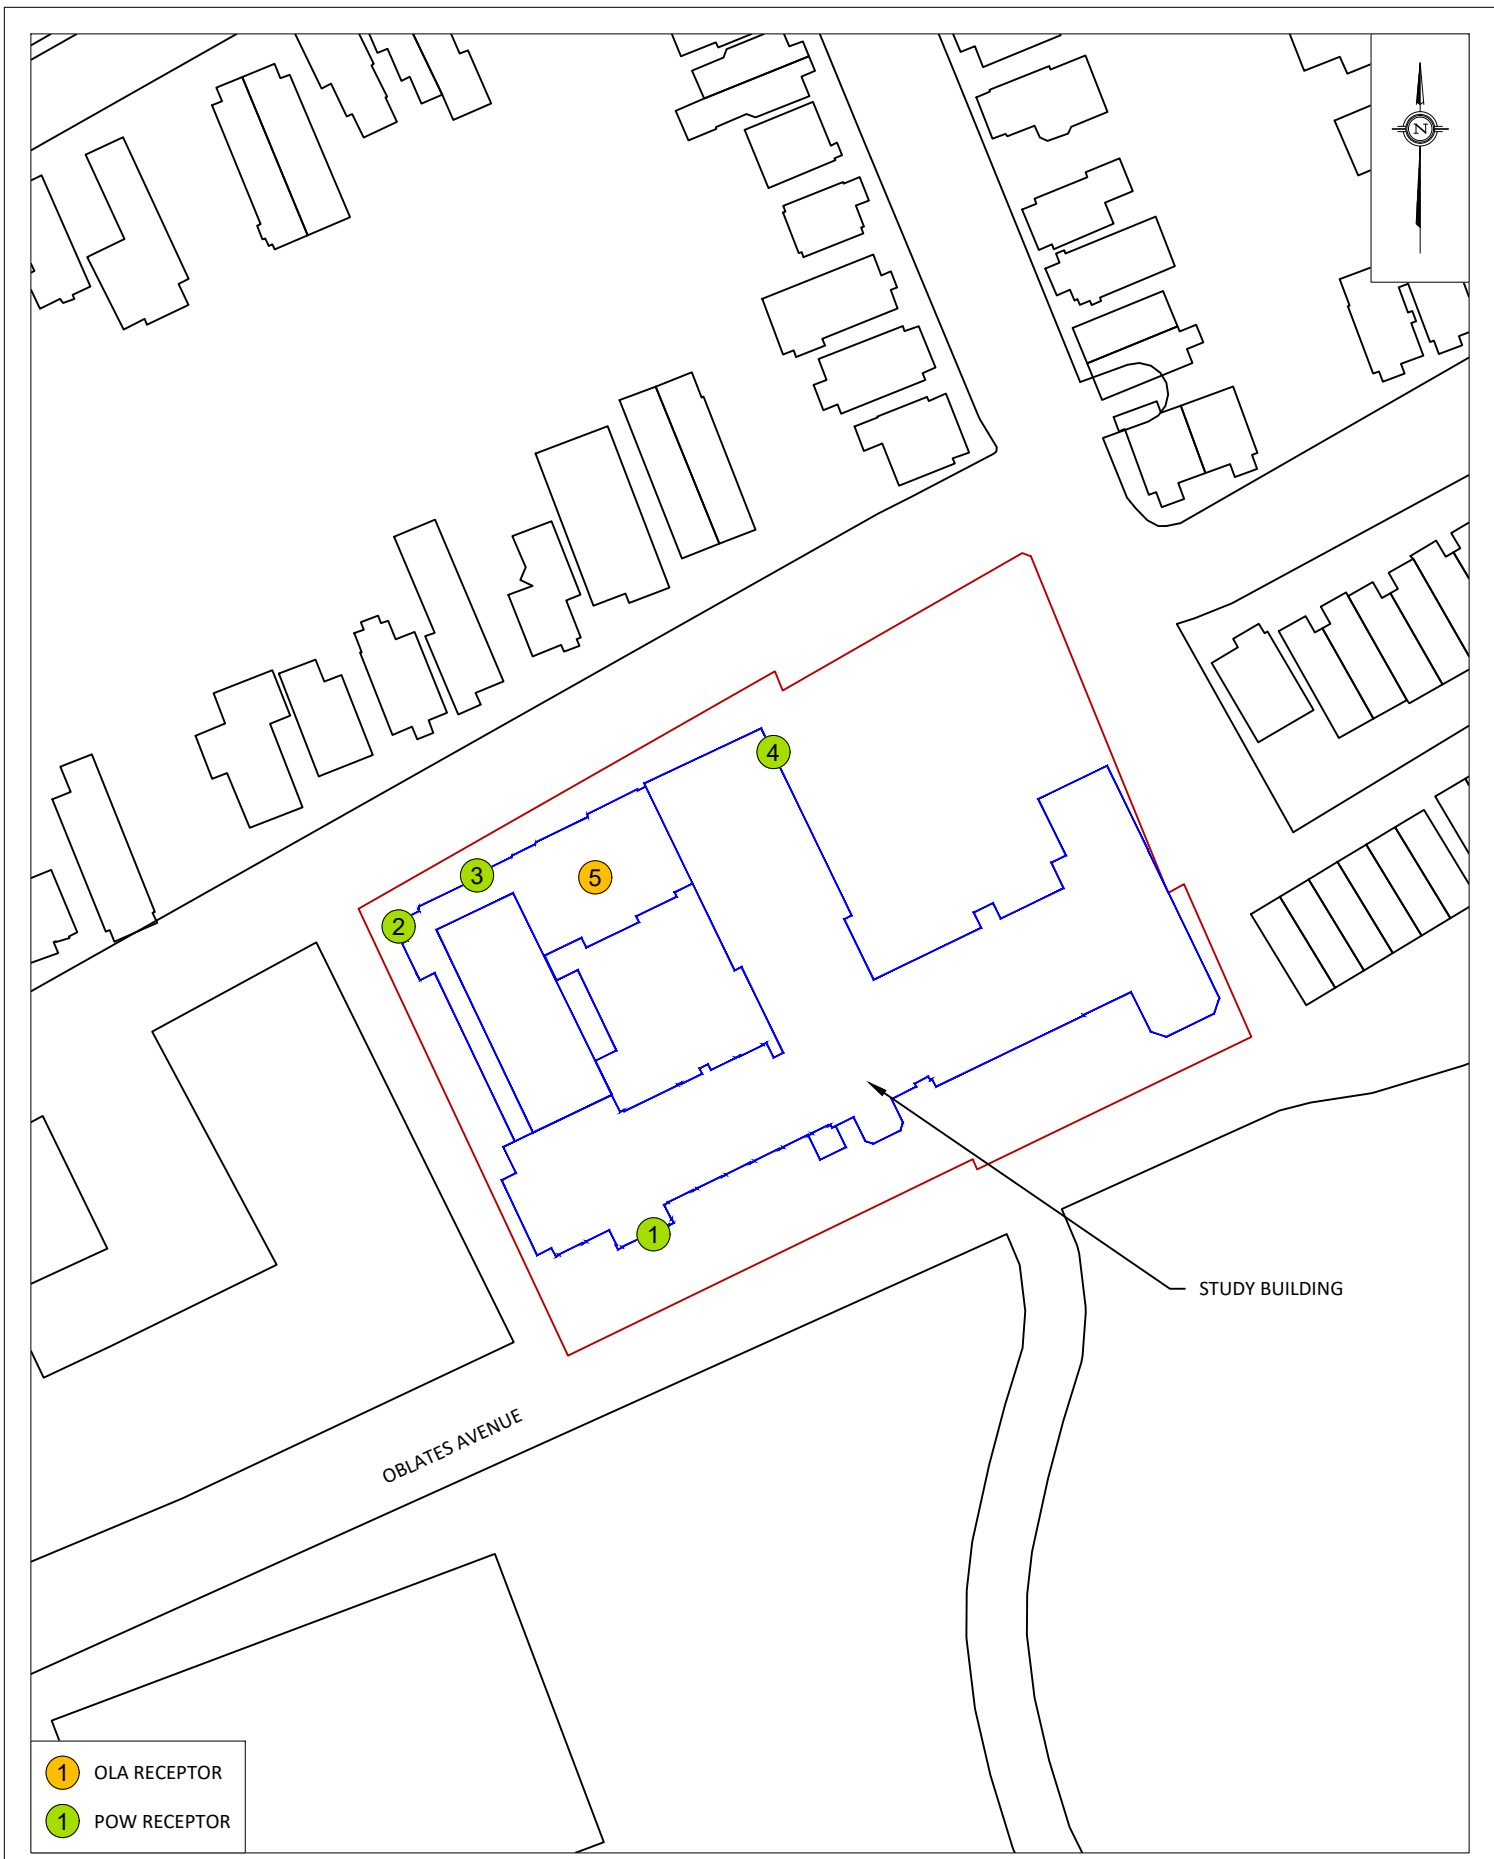 N
4
3
5
2
1
STUDY BUILDING
OBLATES AVENUE
1 OLA RECEPTOR
1 POW RECEPTOR